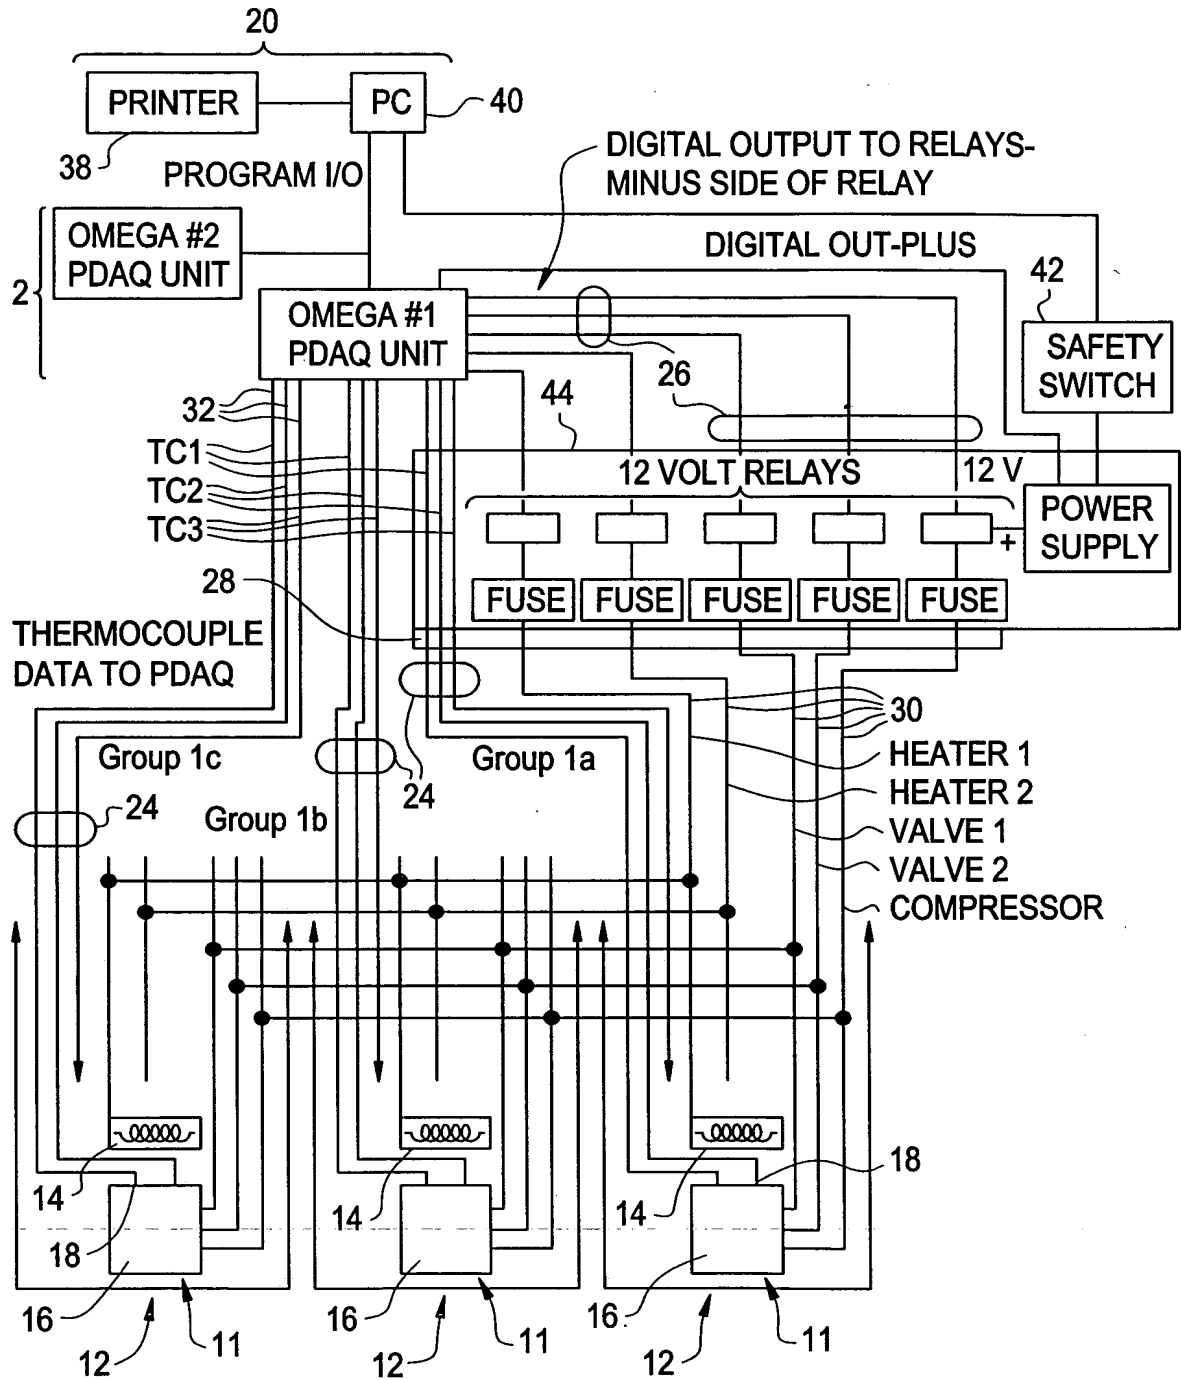 20
PRINTER
PC
40
38
PROGRAM I/O
DIGITAL OUTPUT TO RELAYS-
MINUS SIDE OF RELAY
OMEGA #2
PDAQ UNIT
2
DIGITAL OUT-PLUS
42
OMEGA #1
PDAQ UNIT
SAFETY
SWITCH
26
44
32
TC1
TC2
TC3
12 VOLT RELAYS
12 V
POWER
SUPPLY
+
28
FUSE
FUSE
FUSE
FUSE
FUSE
THERMOCOUPLE
DATA TO PDAQ
24
30
Group 1c
Group 1a
HEATER 1
24
HEATER 2
24
Group 1b
VALVE 1
VALVE 2
COMPRESSOR
14
18
14
14
18
16
16
16
12
11
12
11
12
11